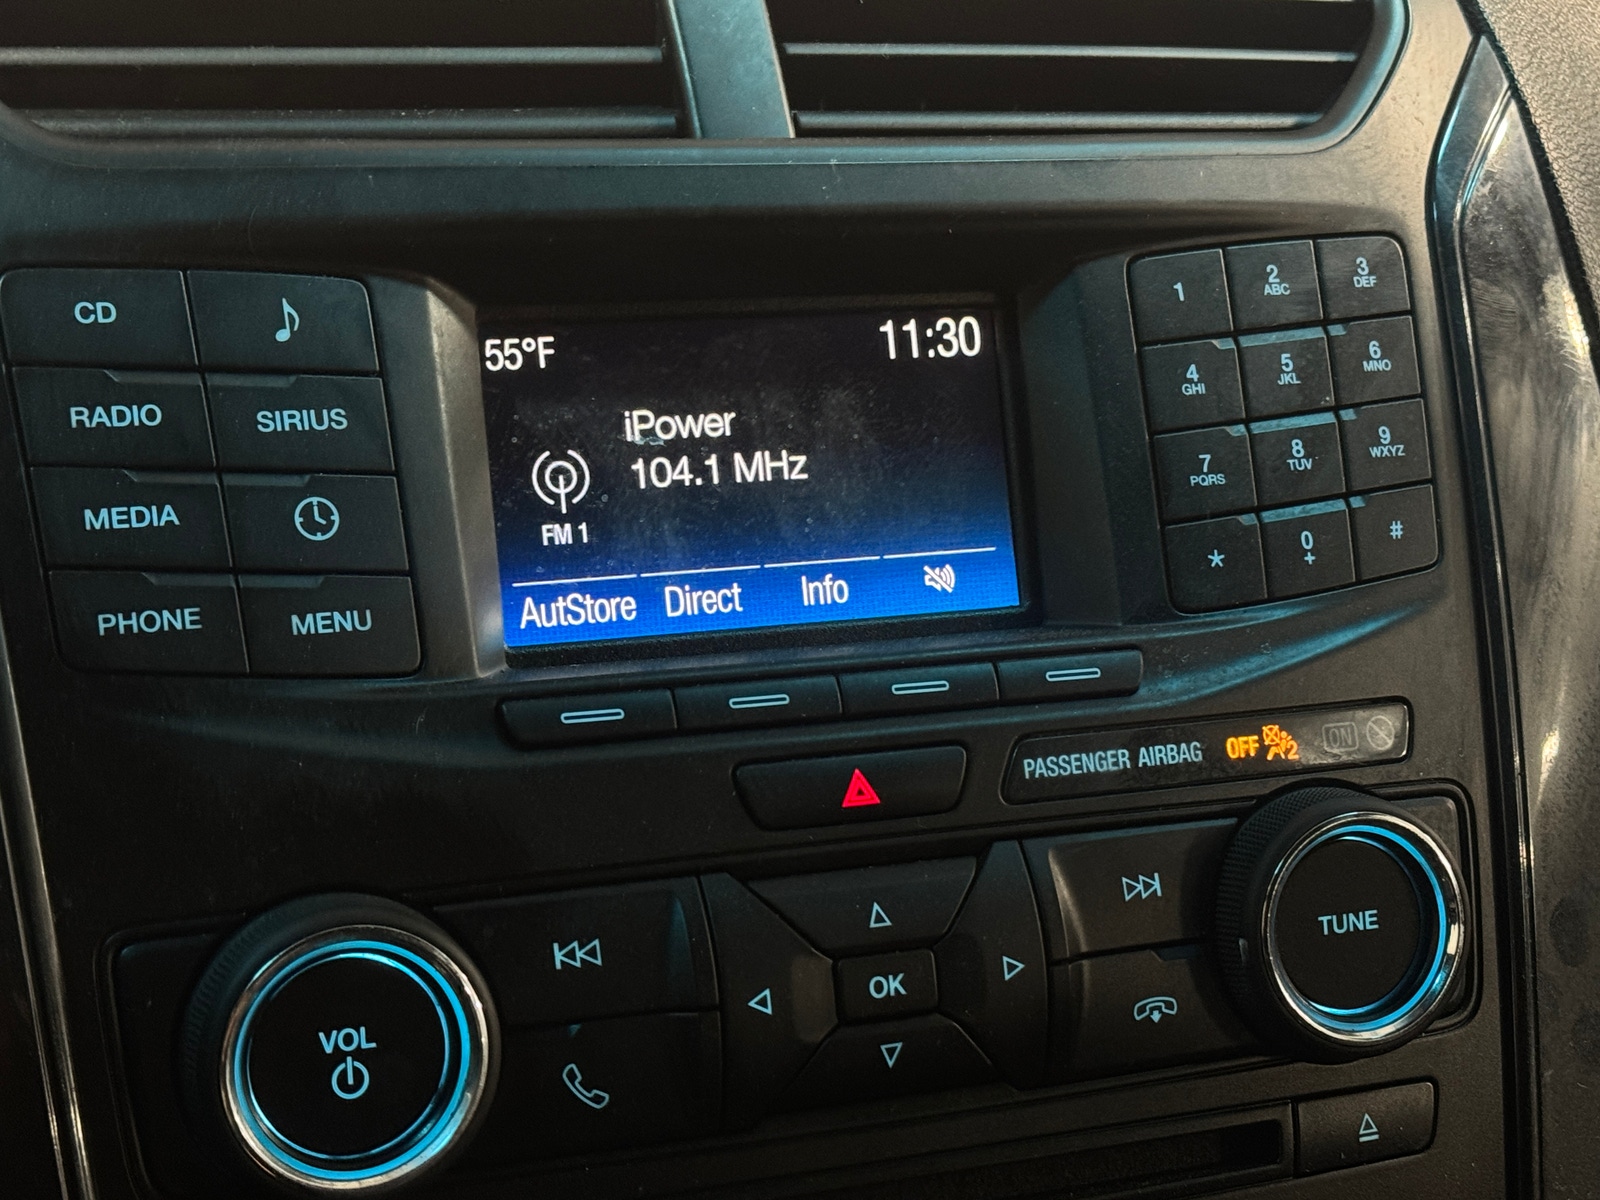 55°F
11:30
iPower
104.1 MHz
FM 1
AutStore Direct Info
CD
RADIO SIRIUS
MEDIA
PHONE MENU
1 2 ABC 3 DEF
4 GHI 5 JKL 6 MNO
7 PQRS 8 TUV 9 WXYZ
* 0 + #
PASSENGER AIRBAG OFF 2 ON
VOL
OK
TUNE